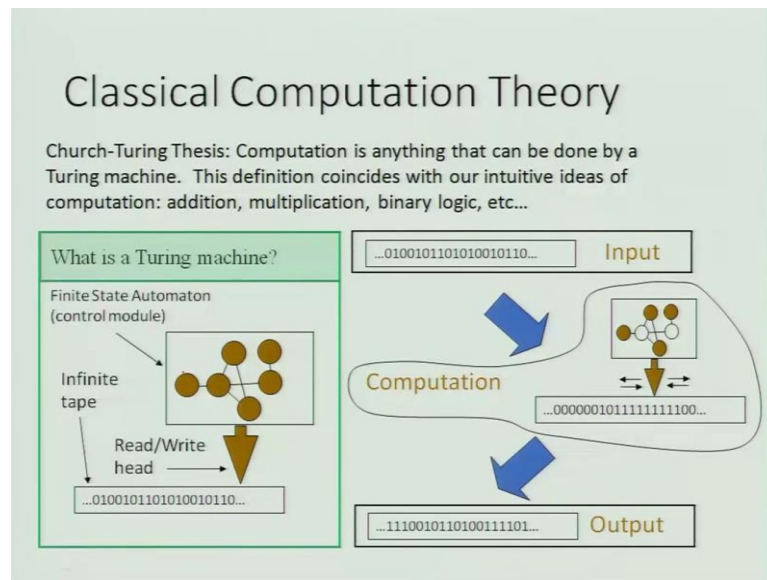 Classical Computation Theory
Church-Turing Thesis: Computation is anything that can be done by a
Turing machine.  This definition coincides with our intuitive ideas of
computation: addition, multiplication, binary logic, etc...
What is a Turing machine?
Finite State Automaton
(control module)
Infinite
tape
Read/Write
head
...0100101101010010110...
...0100101101010010110...
Input
Computation
...0000001011111111100...
...1110010110100111101...
Output